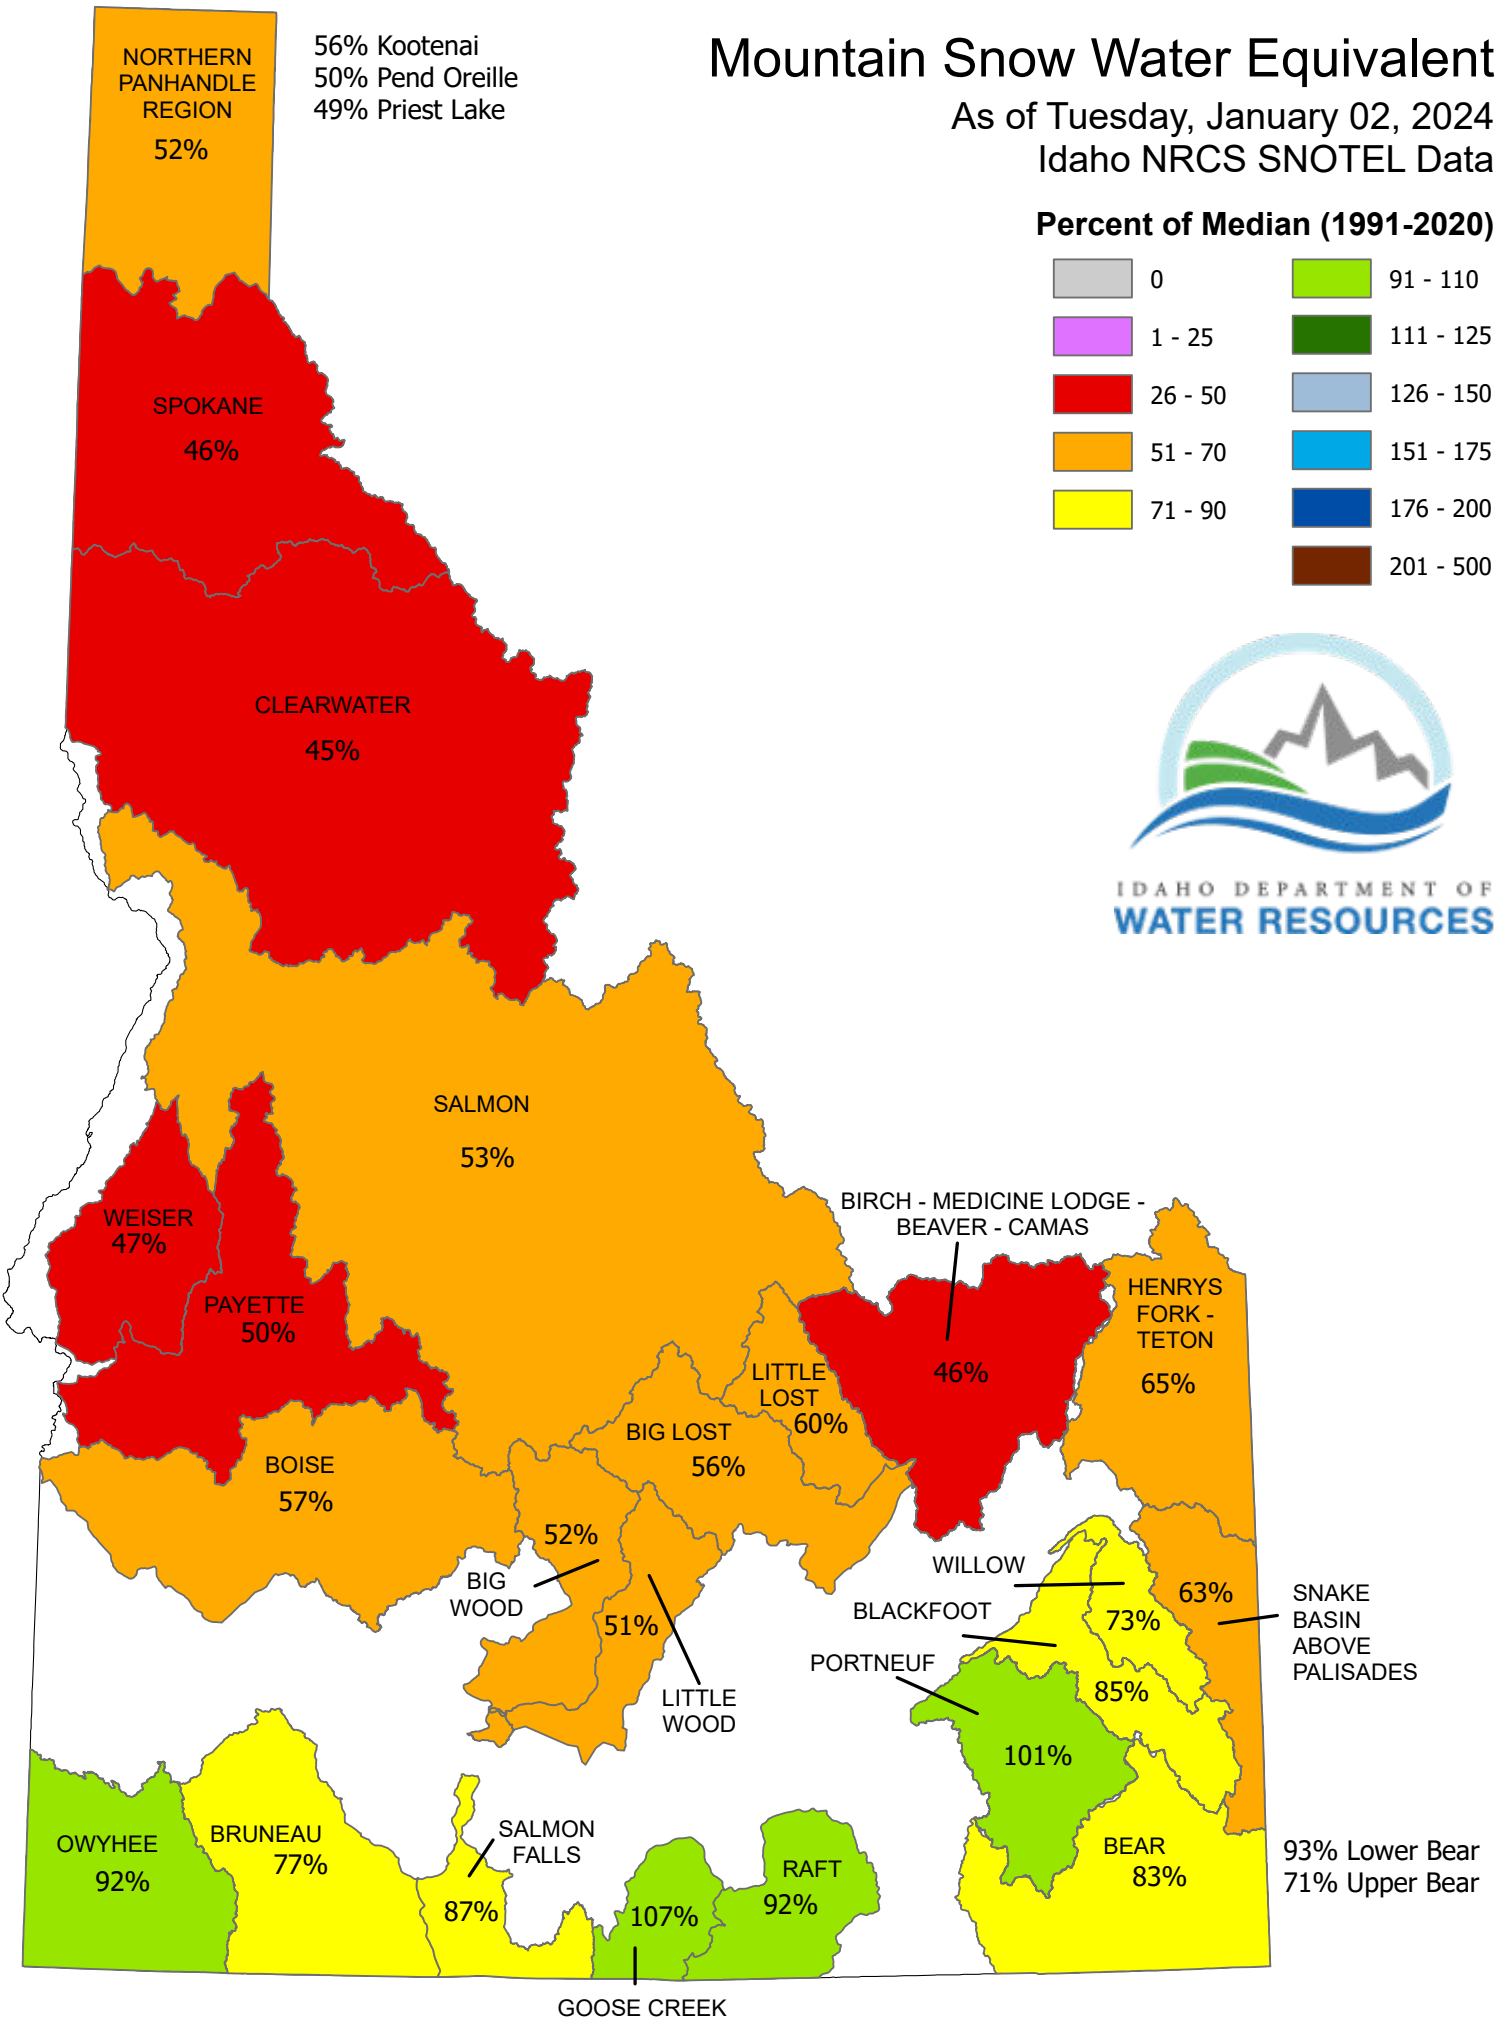 Mountain Snow Water Equivalent
As of Tuesday, January 02, 2024
Idaho NRCS SNOTEL Data
Percent of Median (1991-2020)
0
1 - 25
26 - 50
51 - 70
71 - 90
91 - 110
111 - 125
126 - 150
151 - 175
176 - 200
201 - 500
IDAHO DEPARTMENT OF
WATER RESOURCES
NORTHERN
PANHANDLE
REGION
52%
56% Kootenai
50% Pend Oreille
49% Priest Lake
SPOKANE
46%
CLEARWATER
45%
SALMON
53%
WEISER
47%
PAYETTE
50%
BIRCH - MEDICINE LODGE -
BEAVER - CAMAS
46%
HENRYS
FORK -
TETON
65%
LITTLE
LOST
60%
BIG LOST
56%
BOISE
57%
52%
BIG
WOOD
51%
LITTLE
WOOD
WILLOW
73%
BLACKFOOT
85%
PORTNEUF
101%
63%
SNAKE
BASIN
ABOVE
PALISADES
OWYHEE
92%
BRUNEAU
77%
SALMON
FALLS
87%
107%
GOOSE CREEK
RAFT
92%
BEAR
83%
93% Lower Bear
71% Upper Bear